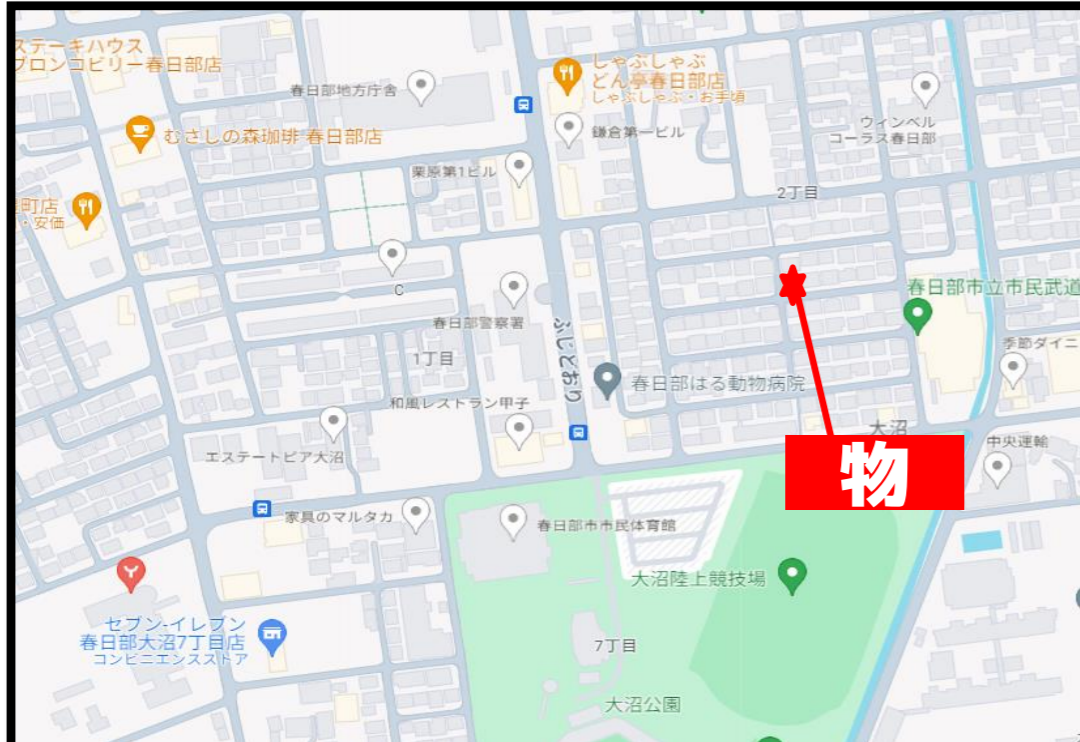 ステーキハウス
ブロンコビリー春日部店
春日部地方庁舎
しゃぶしゃぶ
どん亭春日部店
しゃぶしゃぶ・お手頃
むさしの森珈琲 春日部店
鎌倉第一ビル
ウィンベル
コーラス春日部
栗原第1ビル
2丁目
町店
・安価
C
春日部警察署
春日部市立市民武道
1丁目
ふじどおり
季節ダイニ
春日部はる動物病院
和風レストラン甲子
大沼
エステートピア大沼
中央運輸
物
家具のマルタカ
春日部市市民体育館
大沼陸上競技場
セブン-イレブン
春日部大沼7丁目店
コンビニエンスストア
7丁目
大沼公園